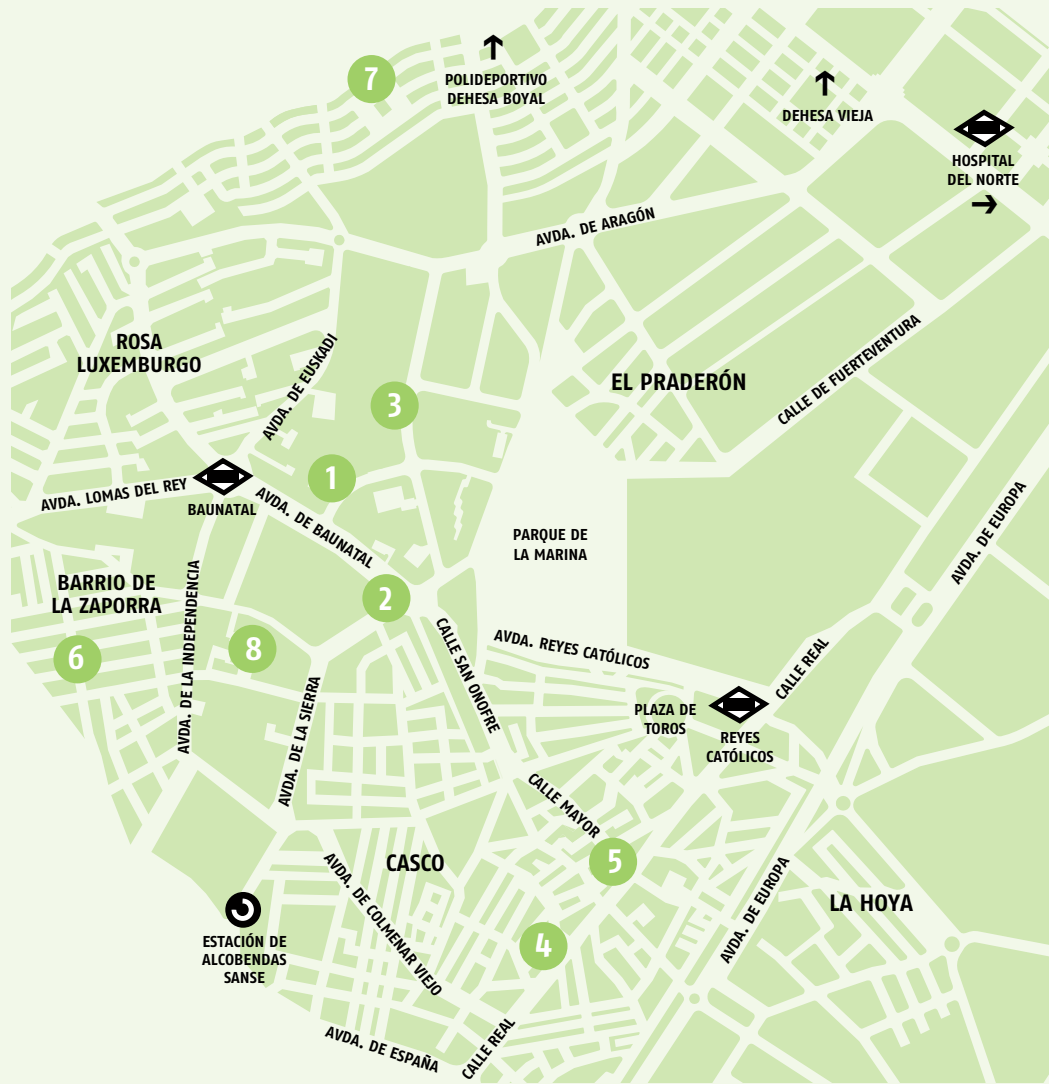 7
POLIDEPORTIVO
DEHESA BOYAL
DEHESA VIEJA
HOSPITAL
DEL NORTE
AVDA. DE ARAGÓN
ROSA
LUXEMBURGO
AVDA. DE EUSKADI
3
EL PRADERÓN
CALLE DE FUERTEVENTURA
1
AVDA. LOMAS DEL REY
BAUNATAL
AVDA. DE BAUNATAL
PARQUE DE
LA MARINA
AVDA. DE EUROPA
BARRIO DE
LA ZAPORRA
2
AVDA. DE LA INDEPENDENCIA
6
8
CALLE SAN ONOFRE
AVDA. REYES CATÓLICOS
CALLE REAL
PLAZA DE
TOROS
REYES
CATÓLICOS
AVDA. DE LA SIERRA
CALLE MAYOR
CASCO
5
AVDA. DE COLMENAR VIEJO
AVDA. DE EUROPA
LA HOYA
ESTACIÓN DE
ALCOBENDAS
SANSE
4
AVDA. DE ESPAÑA
CALLE REAL